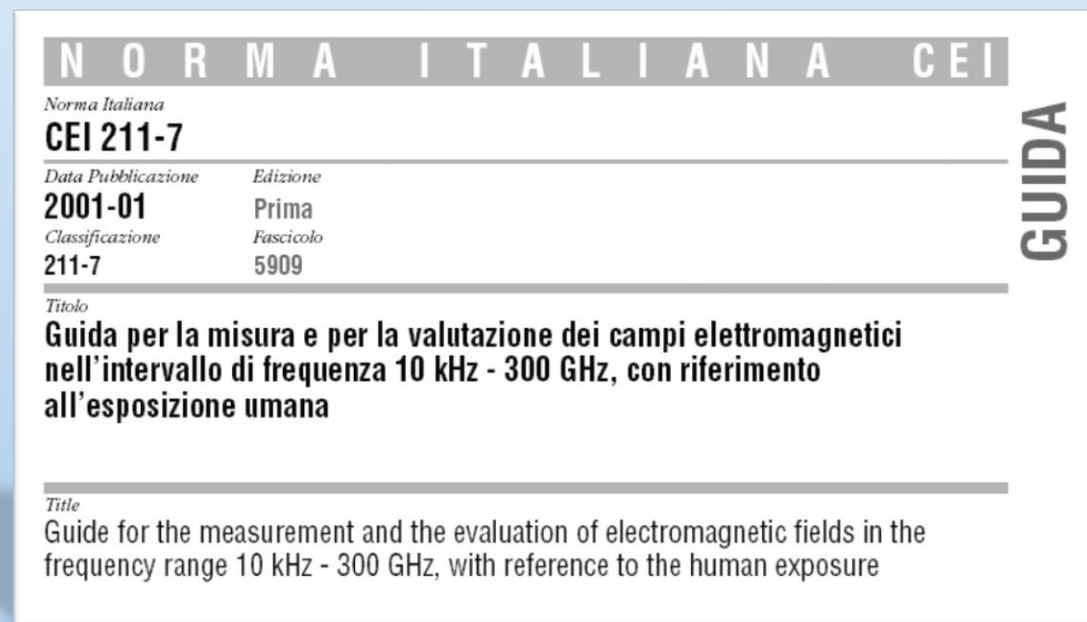 NORMA ITALIANA CEI
Norma Italiana
CEI 211-7
Data Pubblicazione Edizione
2001-01 Prima
Classificazione Fascicolo
211-7 5909
Titolo
Guida per la misura e per la valutazione dei campi elettromagnetici
nell'intervallo di frequenza 10 kHz - 300 GHz, con riferimento
all'esposizione umana
Title
Guide for the measurement and the evaluation of electromagnetic fields in the
frequency range 10 kHz - 300 GHz, with reference to the human exposure
GUIDA